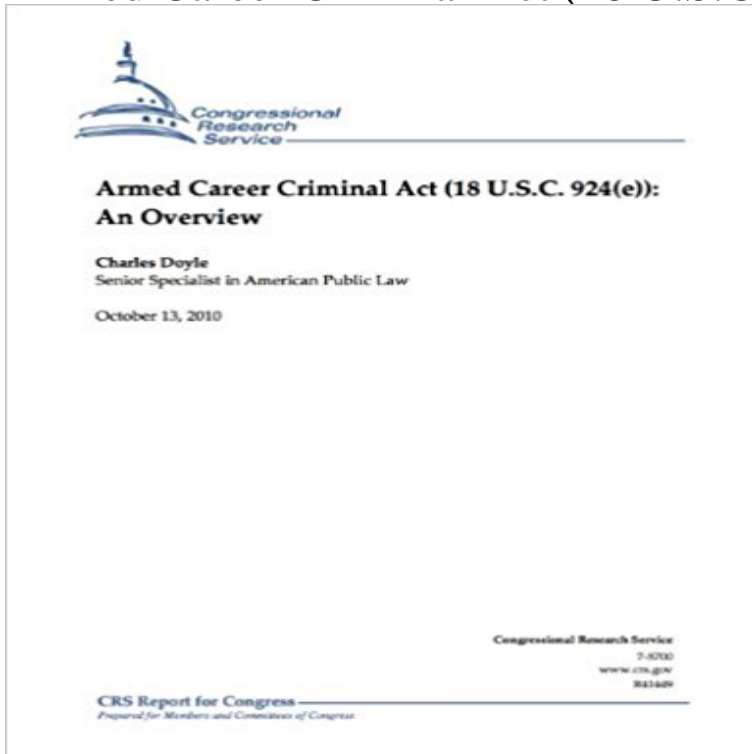 Congressional
Research
Service
Armed Career Criminal Act (18 U.S.C. 924(e)):
An Overview
Charles Doyle
Senior Specialist in American Public Law
October 13, 2010
Congressional Research Service
7-5700
www.crs.gov
CRS Report for Congress
Prepared for Members and Committees of Congress